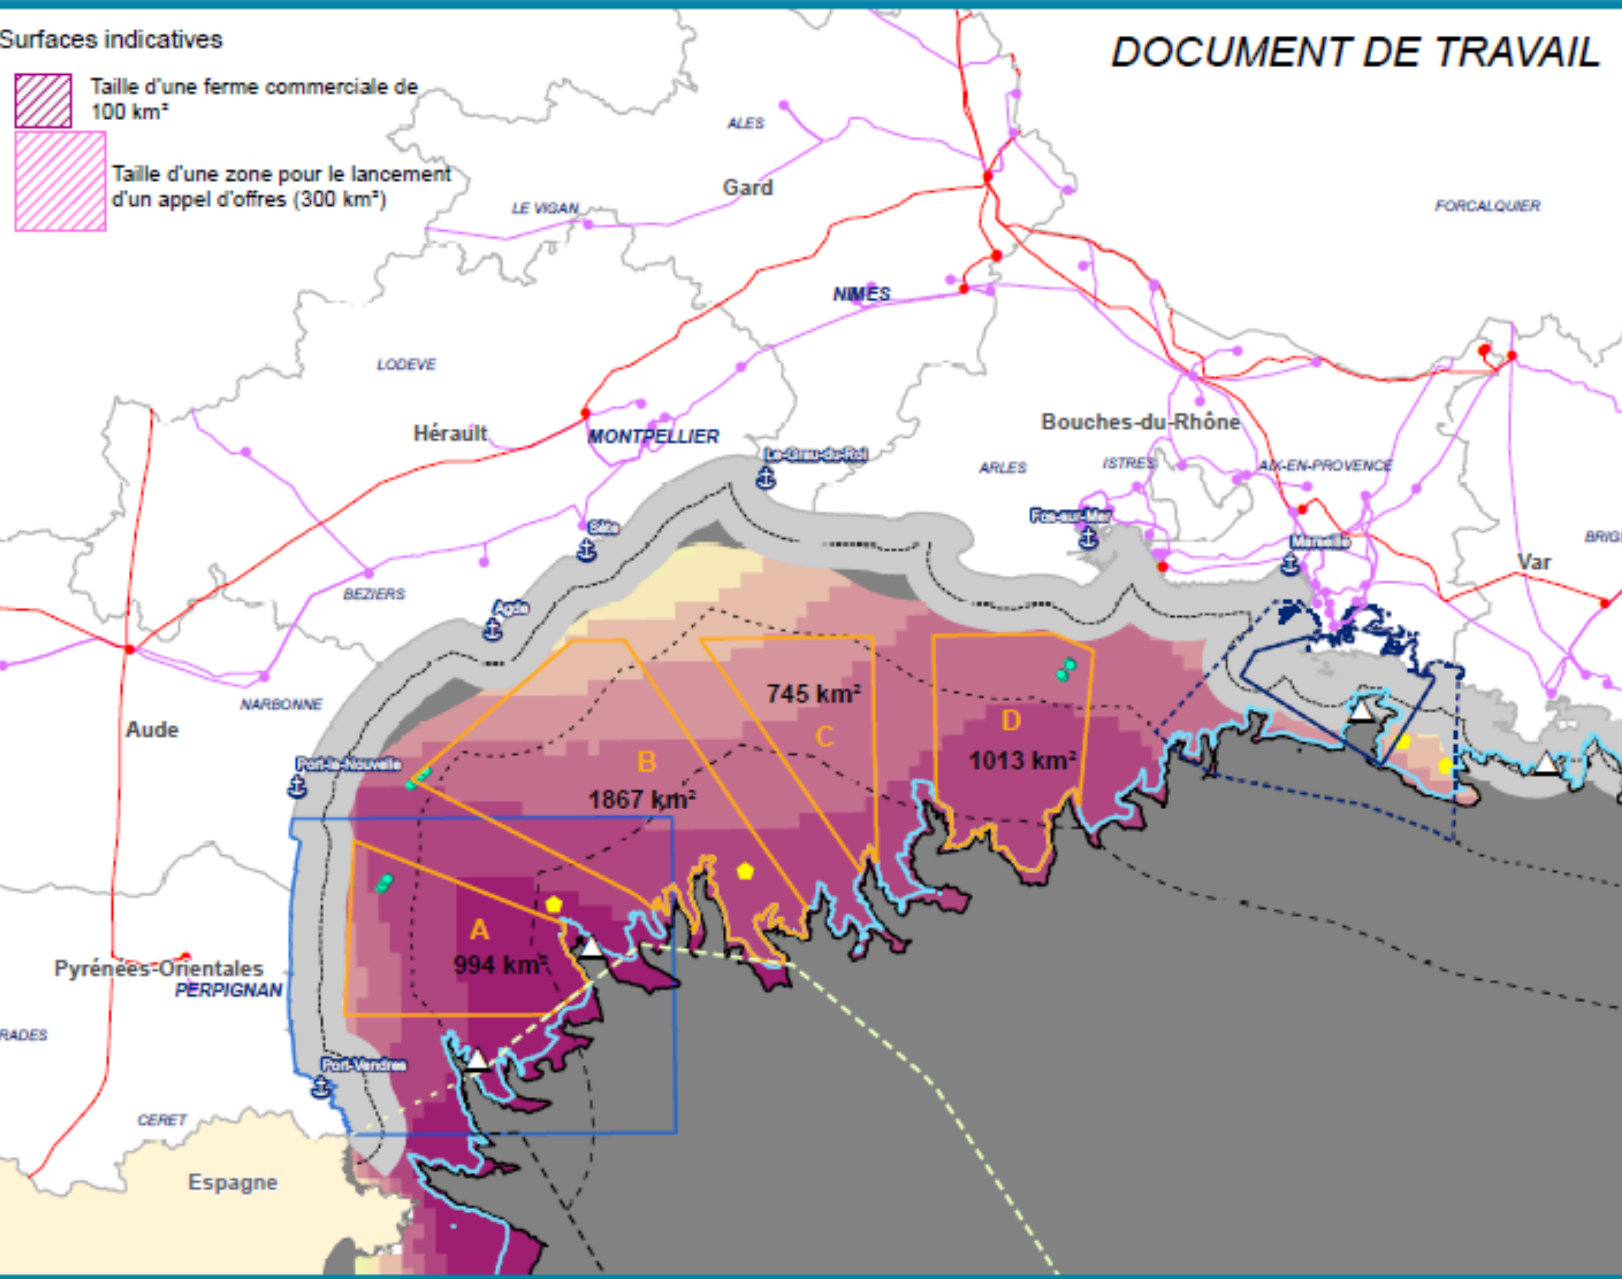 Surfaces indicatives
DOCUMENT DE TRAVAIL
Taille d'une ferme commerciale de
100 km²
Taille d'une zone pour le lancement
d'un appel d'offres (300 km²)
ALES
Gard
LE VIGAN
FORCALQUIER
NIMES
LODEVE
Hérault
MONTPELLIER
Bouches-du-Rhône
Le-Grau-du-Roi
ARLES
ISTRES
AIX-EN-PROVENCE
Fos-sur-Mer
Sète
Marseille
BRIG
Var
BEZIERS
Agde
NARBONNE
745 km²
D
Aude
C
1013 km²
Port-la-Nouvelle
B
1867 km²
A
994 km²
Pyrénées-Orientales
PERPIGNAN
RADES
Port-Vendres
CERET
Espagne